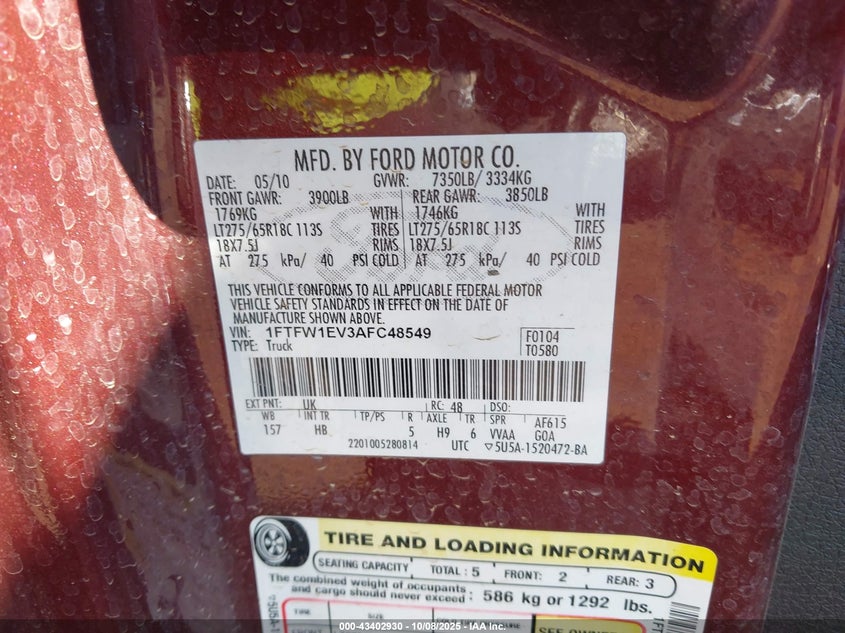 MFD. BY FORD MOTOR CO.
DATE: 05/10 GVWR: 7350LB/ 3334KG
FRONT GAWR: 3900LB REAR GAWR: 3850LB
1769KG WITH 1746KG WITH
LT275/65R18C 113S TIRES LT275/65R18C 113S TIRES
18X7.5J RIMS 18X7.5J RIMS
AT 275 kPa/ 40 PSI COLD AT 275 kPa/ 40 PSI COLD
THIS VEHICLE CONFORMS TO ALL APPLICABLE FEDERAL MOTOR
VEHICLE SAFETY STANDARDS IN EFFECT ON THE DATE OF
MANUFACTURE SHOWN ABOVE.
VIN: 1FTFW1EV3AFC48549 F0104
TYPE: Truck T0580
EXT PNT: UK RC: 48 DSO:
WB INT TR TP/PS R AXLE TR SPR AF615
157 HB 5 H9 6 VVAA GOA
2201005280814 UTC ▽5U5A-1520472-BA
TIRE AND LOADING INFORMATION
SEATING CAPACITY TOTAL: 5 FRONT: 2 REAR: 3
The combined weight of occupants
and cargo should never exceed: 586 kg or 1292 lbs.
TIRE SIZE
FRONT SEE OWNER'S
000-43402930 - 10/08/2025 - IAA Inc.